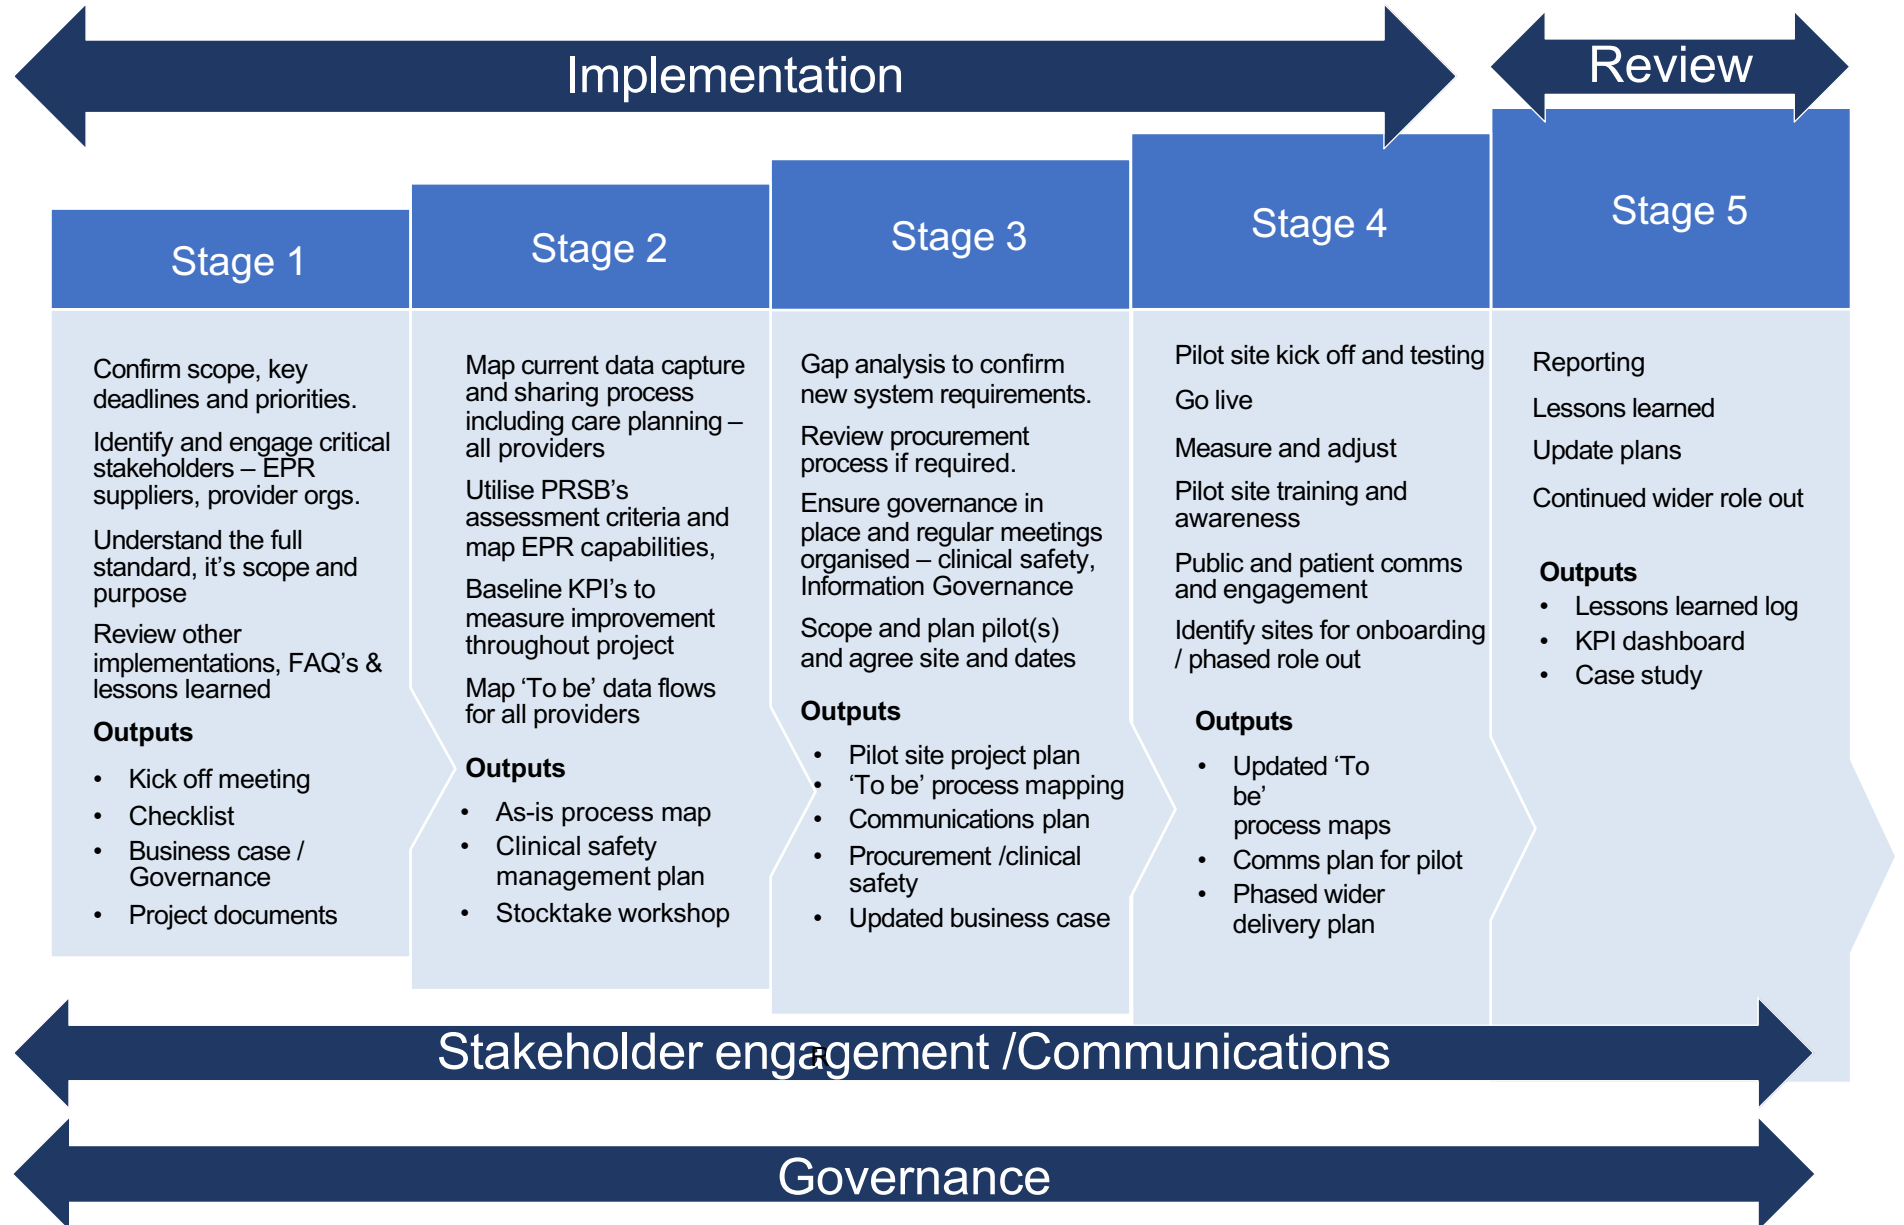 Implementation
Review
Stage 1
Stage 2
Stage 3
Stage 4
Stage 5
Confirm scope, key
deadlines and priorities.
Identify and engage critical
stakeholders – EPR
suppliers, provider orgs.
Understand the full
standard, it’s scope and
purpose
Review other
implementations, FAQ’s &
lessons learned
Outputs
• Kick off meeting
• Checklist
• Business case /
Governance
• Project documents
Map current data capture
and sharing process
including care planning –
all providers
Utilise PRSB’s
assessment criteria and
map EPR capabilities,
Baseline KPI’s to
measure improvement
throughout project
Map ‘To be’ data flows
for all providers
Outputs
• As-is process map
• Clinical safety
management plan
• Stocktake workshop
Gap analysis to confirm
new system requirements.
Review procurement
process if required.
Ensure governance in
place and regular meetings
organised – clinical safety,
Information Governance
Scope and plan pilot(s)
and agree site and dates
Outputs
• Pilot site project plan
• ‘To be’ process mapping
• Communications plan
• Procurement /clinical
safety
• Updated business case
Pilot site kick off and testing
Go live
Measure and adjust
Pilot site training and
awareness
Public and patient comms
and engagement
Identify sites for onboarding
/ phased role out
Outputs
• Updated ‘To
be’
process maps
• Comms plan for pilot
• Phased wider
delivery plan
Reporting
Lessons learned
Update plans
Continued wider role out
Outputs
• Lessons learned log
• KPI dashboard
• Case study
Stakeholder engagement /Communications
R
Governance